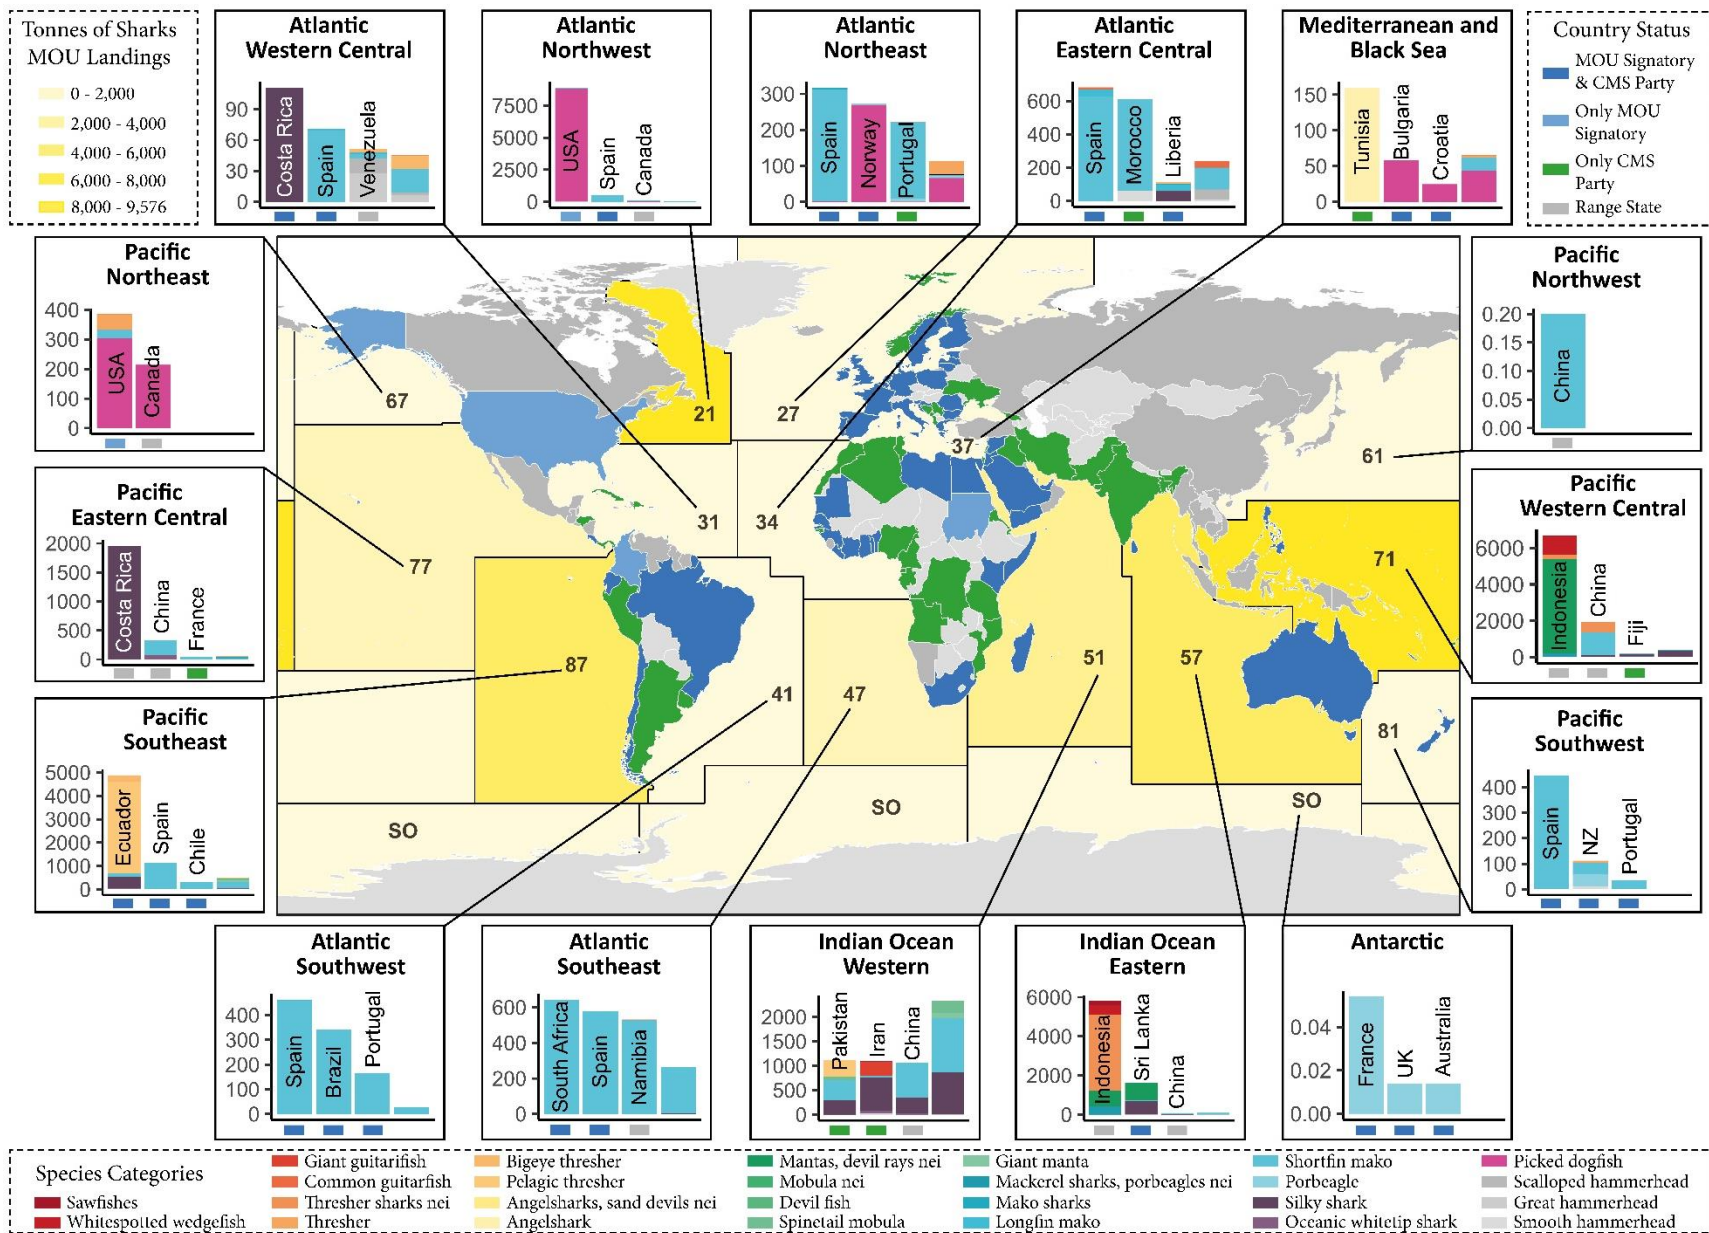 Tonnes of Sharks
MOU Landings
0 - 2,000
2,000 - 4,000
4,000 - 6,000
6,000 - 8,000
8,000 - 9,576
Atlantic
Western Central
90
60
30
0
Costa Rica
Spain
Venezuela
Atlantic
Northwest
7500
5000
2500
0
USA
Spain
Canada
Atlantic
Northeast
300
200
100
0
Spain
Norway
Portugal
Atlantic
Eastern Central
600
400
200
0
Spain
Morocco
Liberia
Mediterranean and
Black Sea
150
100
50
0
Tunisia
Bulgaria
Croatia
Country Status
MOU Signatory
& CMS Party
Only MOU
Signatory
Only CMS
Party
Range State
Pacific
Northeast
400
300
200
100
0
USA
Canada
Pacific
Northwest
0.20
0.15
0.10
0.05
0.00
China
Pacific
Eastern Central
2000
1500
1000
500
0
Costa Rica
China
France
Pacific
Western Central
6000
4000
2000
0
Indonesia
China
Fiji
Pacific
Southeast
5000
4000
3000
2000
1000
0
Ecuador
Spain
Chile
Pacific
Southwest
400
300
200
100
0
Spain
NZ
Portugal
67
21
27
37
61
31
34
77
71
87
41
47
51
57
81
SO
SO
SO
Atlantic
Southwest
400
300
200
100
0
Spain
Brazil
Portugal
Atlantic
Southeast
600
400
200
0
South Africa
Spain
Namibia
Indian Ocean
Western
2000
1500
1000
500
0
Pakistan
Iran
China
Indian Ocean
Eastern
6000
4000
2000
0
Indonesia
Sri Lanka
China
Antarctic
0.04
0.02
0.00
France
UK
Australia
Species Categories
Sawfishes
Whitespotted wedgefish
Giant guitarifish
Common guitarfish
Thresher sharks nei
Thresher
Bigeye thresher
Pelagic thresher
Angelsharks, sand devils nei
Angelshark
Mantas, devil rays nei
Mobula nei
Devil fish
Spinetail mobula
Giant manta
Mackerel sharks, porbeagles nei
Mako sharks
Longfin mako
Shortfin mako
Porbeagle
Silky shark
Oceanic whitetip shark
Picked dogfish
Scalloped hammerhead
Great hammerhead
Smooth hammerhead